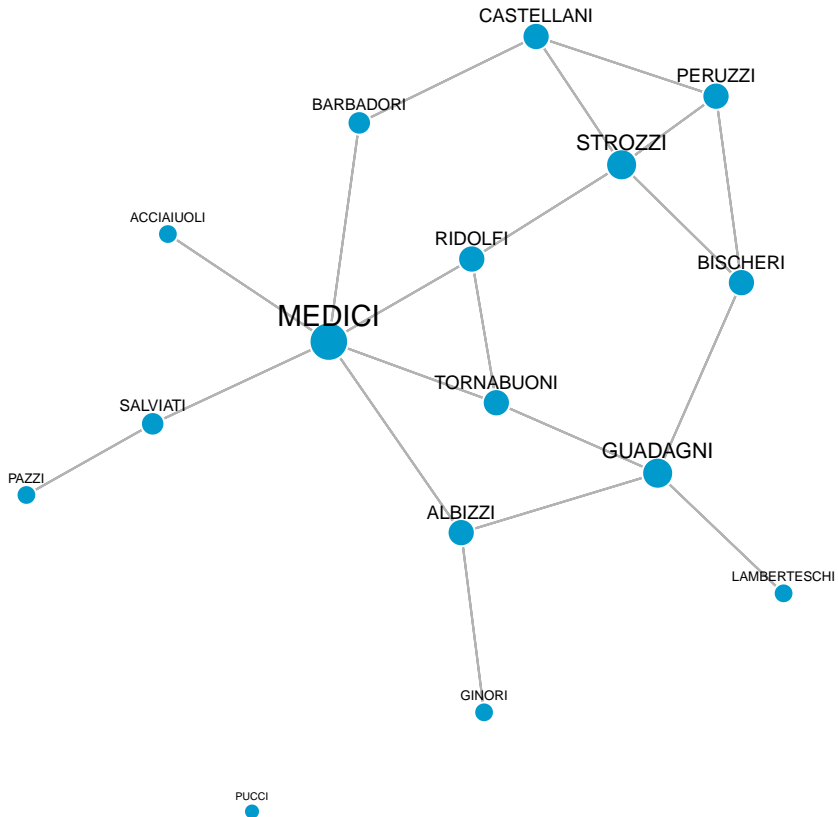 CASTELLANI
PERUZZI
BARBADORI
STROZZI
ACCIAIUOLI
RIDOLFI
BISCHERI
MEDICI
TORNABUONI
SALVIATI
GUADAGNI
PAZZI
ALBIZZI
LAMBERTESCHI
GINORI
PUCCI